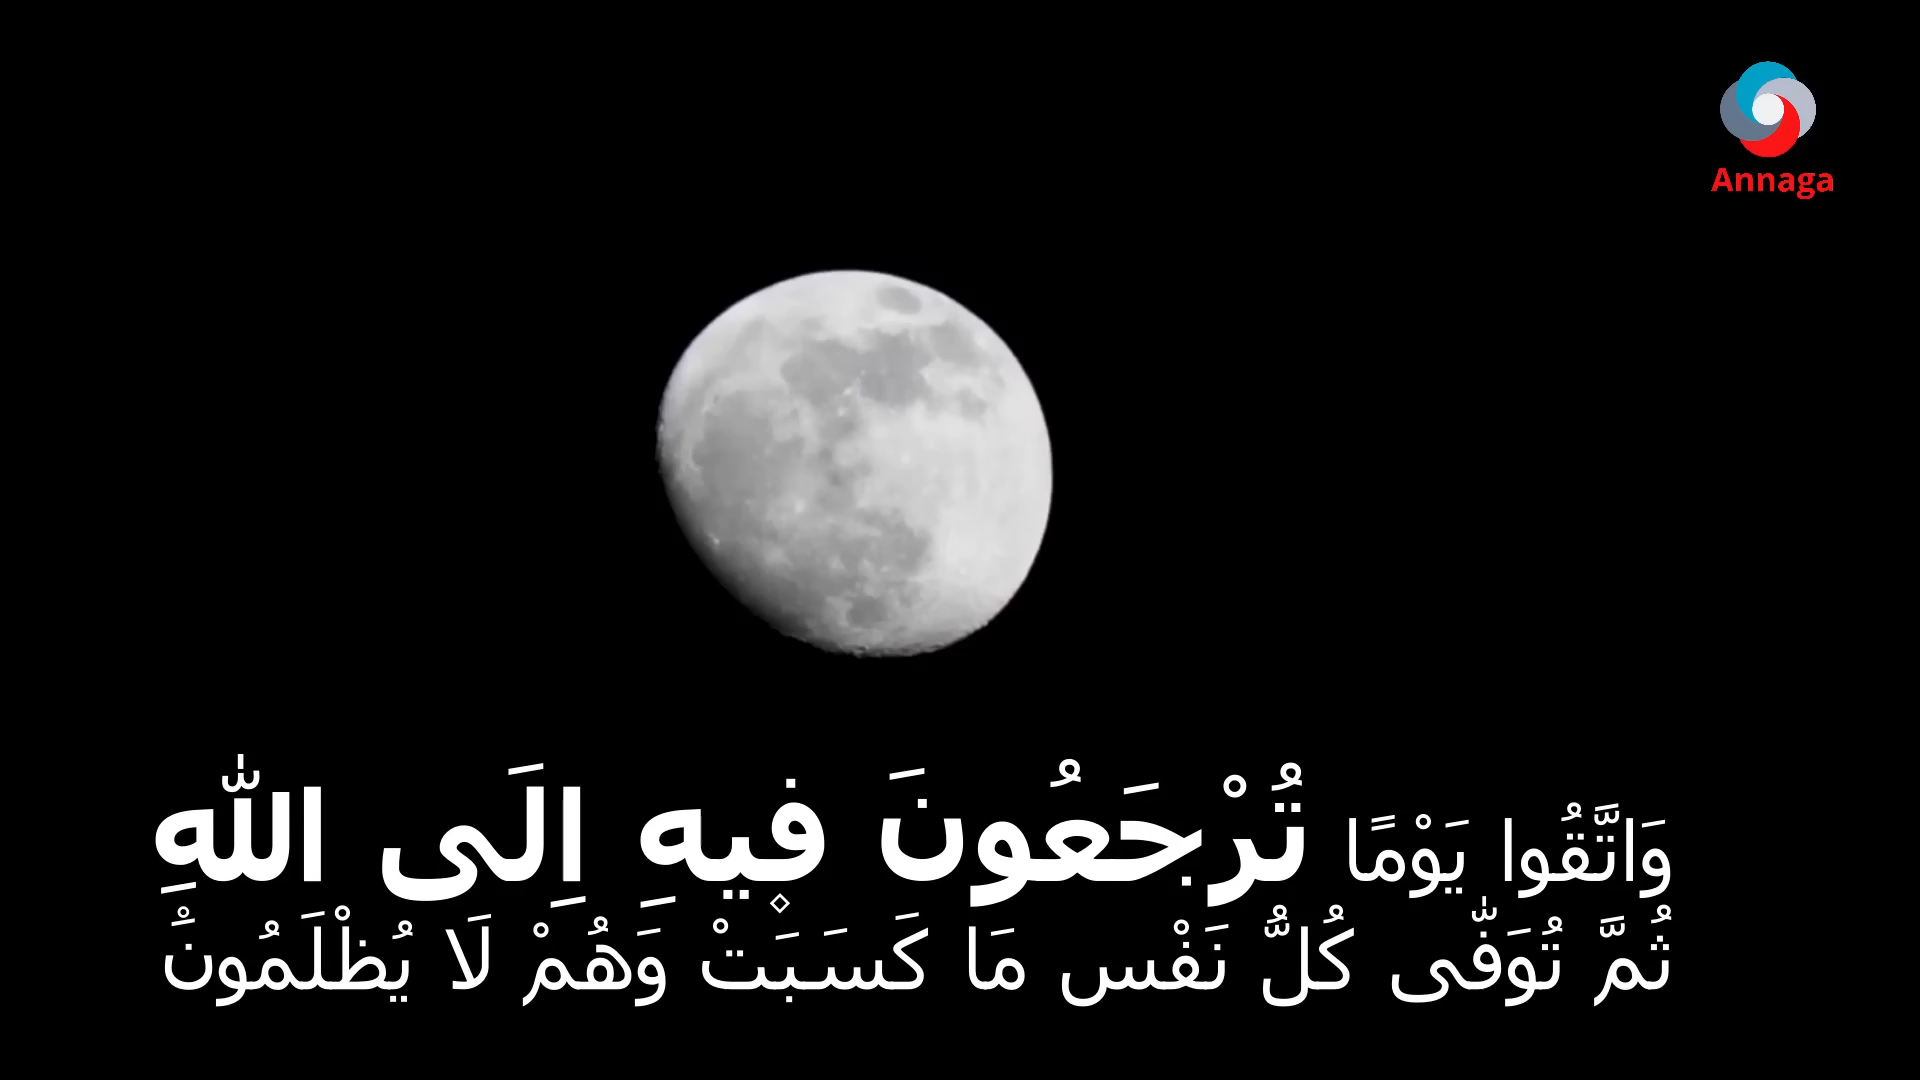 Annaga
وَاتَّقُوا يَوْمًا تُرْجَعُونَ فٖيهِ اِلَى اللّٰهِ
ثُمَّ تُوَفّٰى كُلُّ نَفْس مَا كَسَبَتْ وَهُمْ لَا يُظْلَمُونَْ